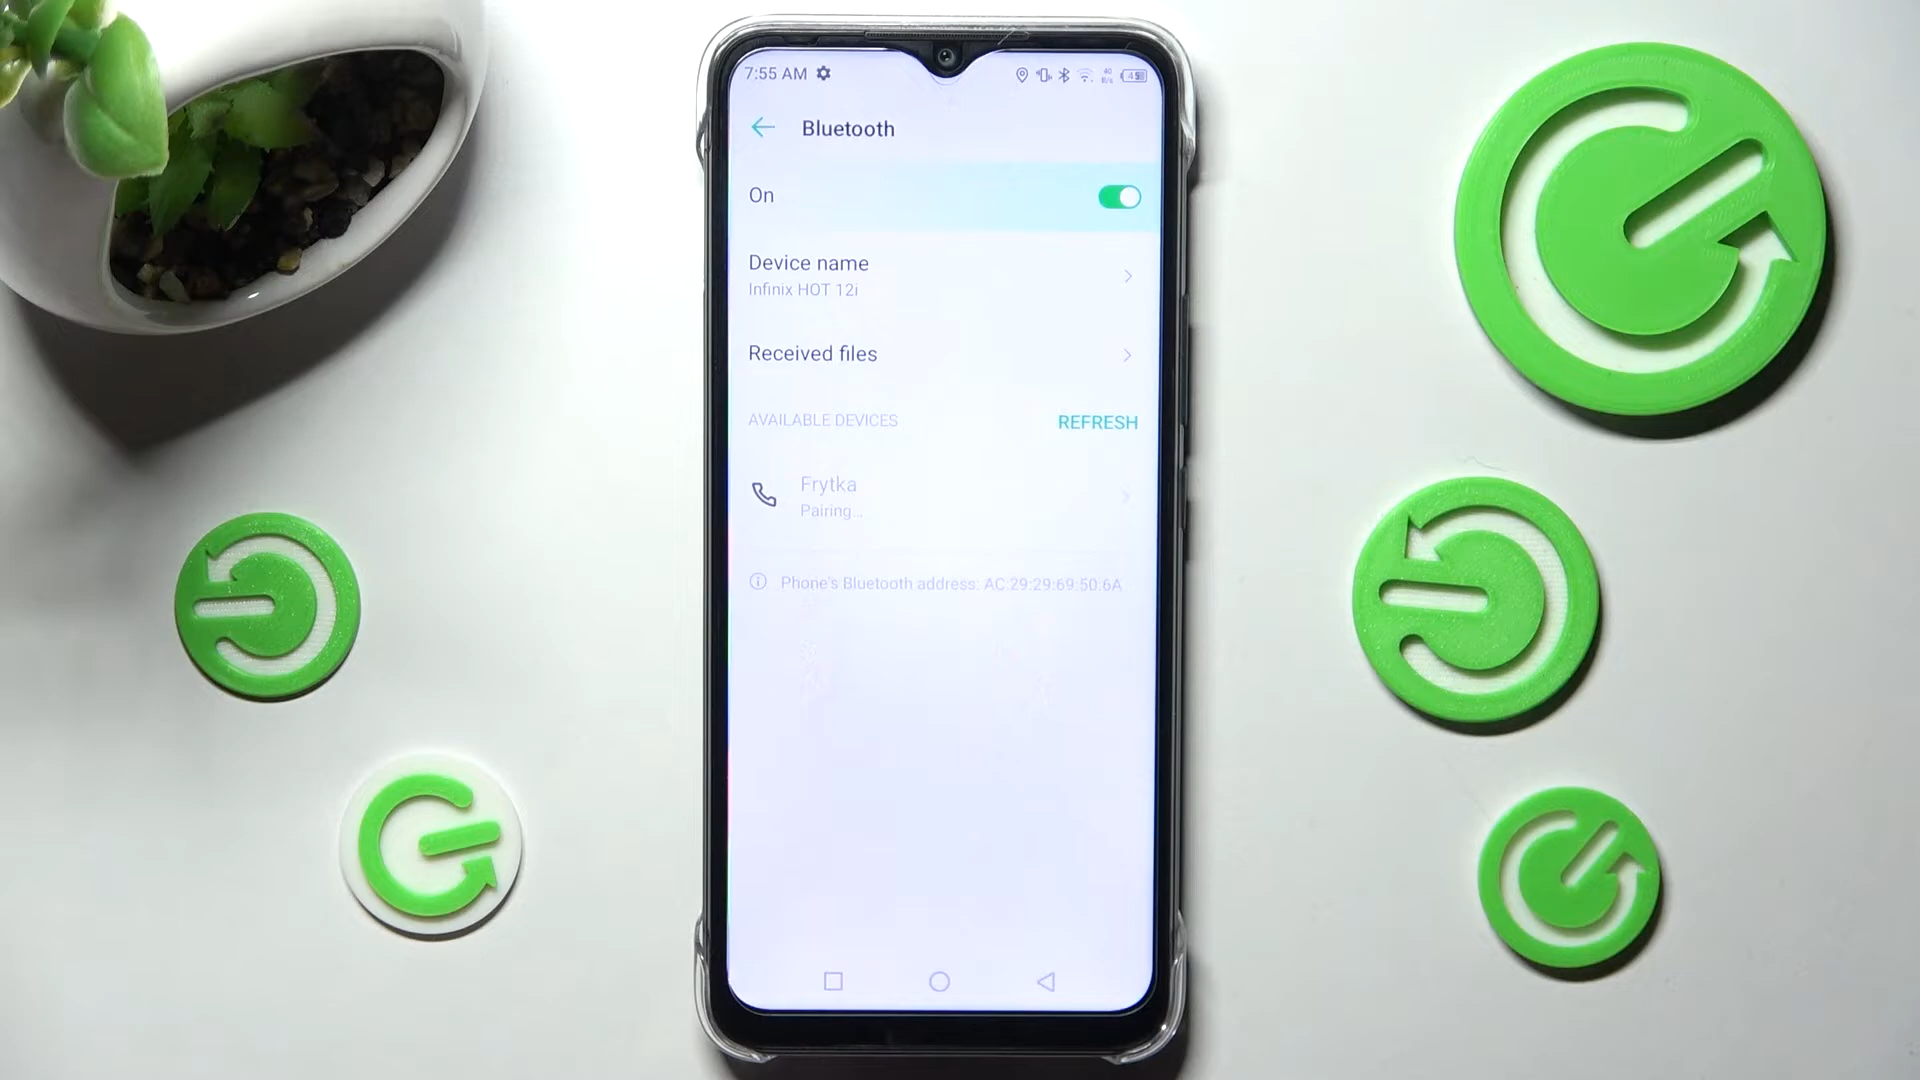 7:55 AM
Bluetooth
On
Device name
Infinix HOT 12i
Received files
AVAILABLE DEVICES REFRESH
Frytka
Pairing...
Phone's Bluetooth address: AC:29:29:69:50:6A